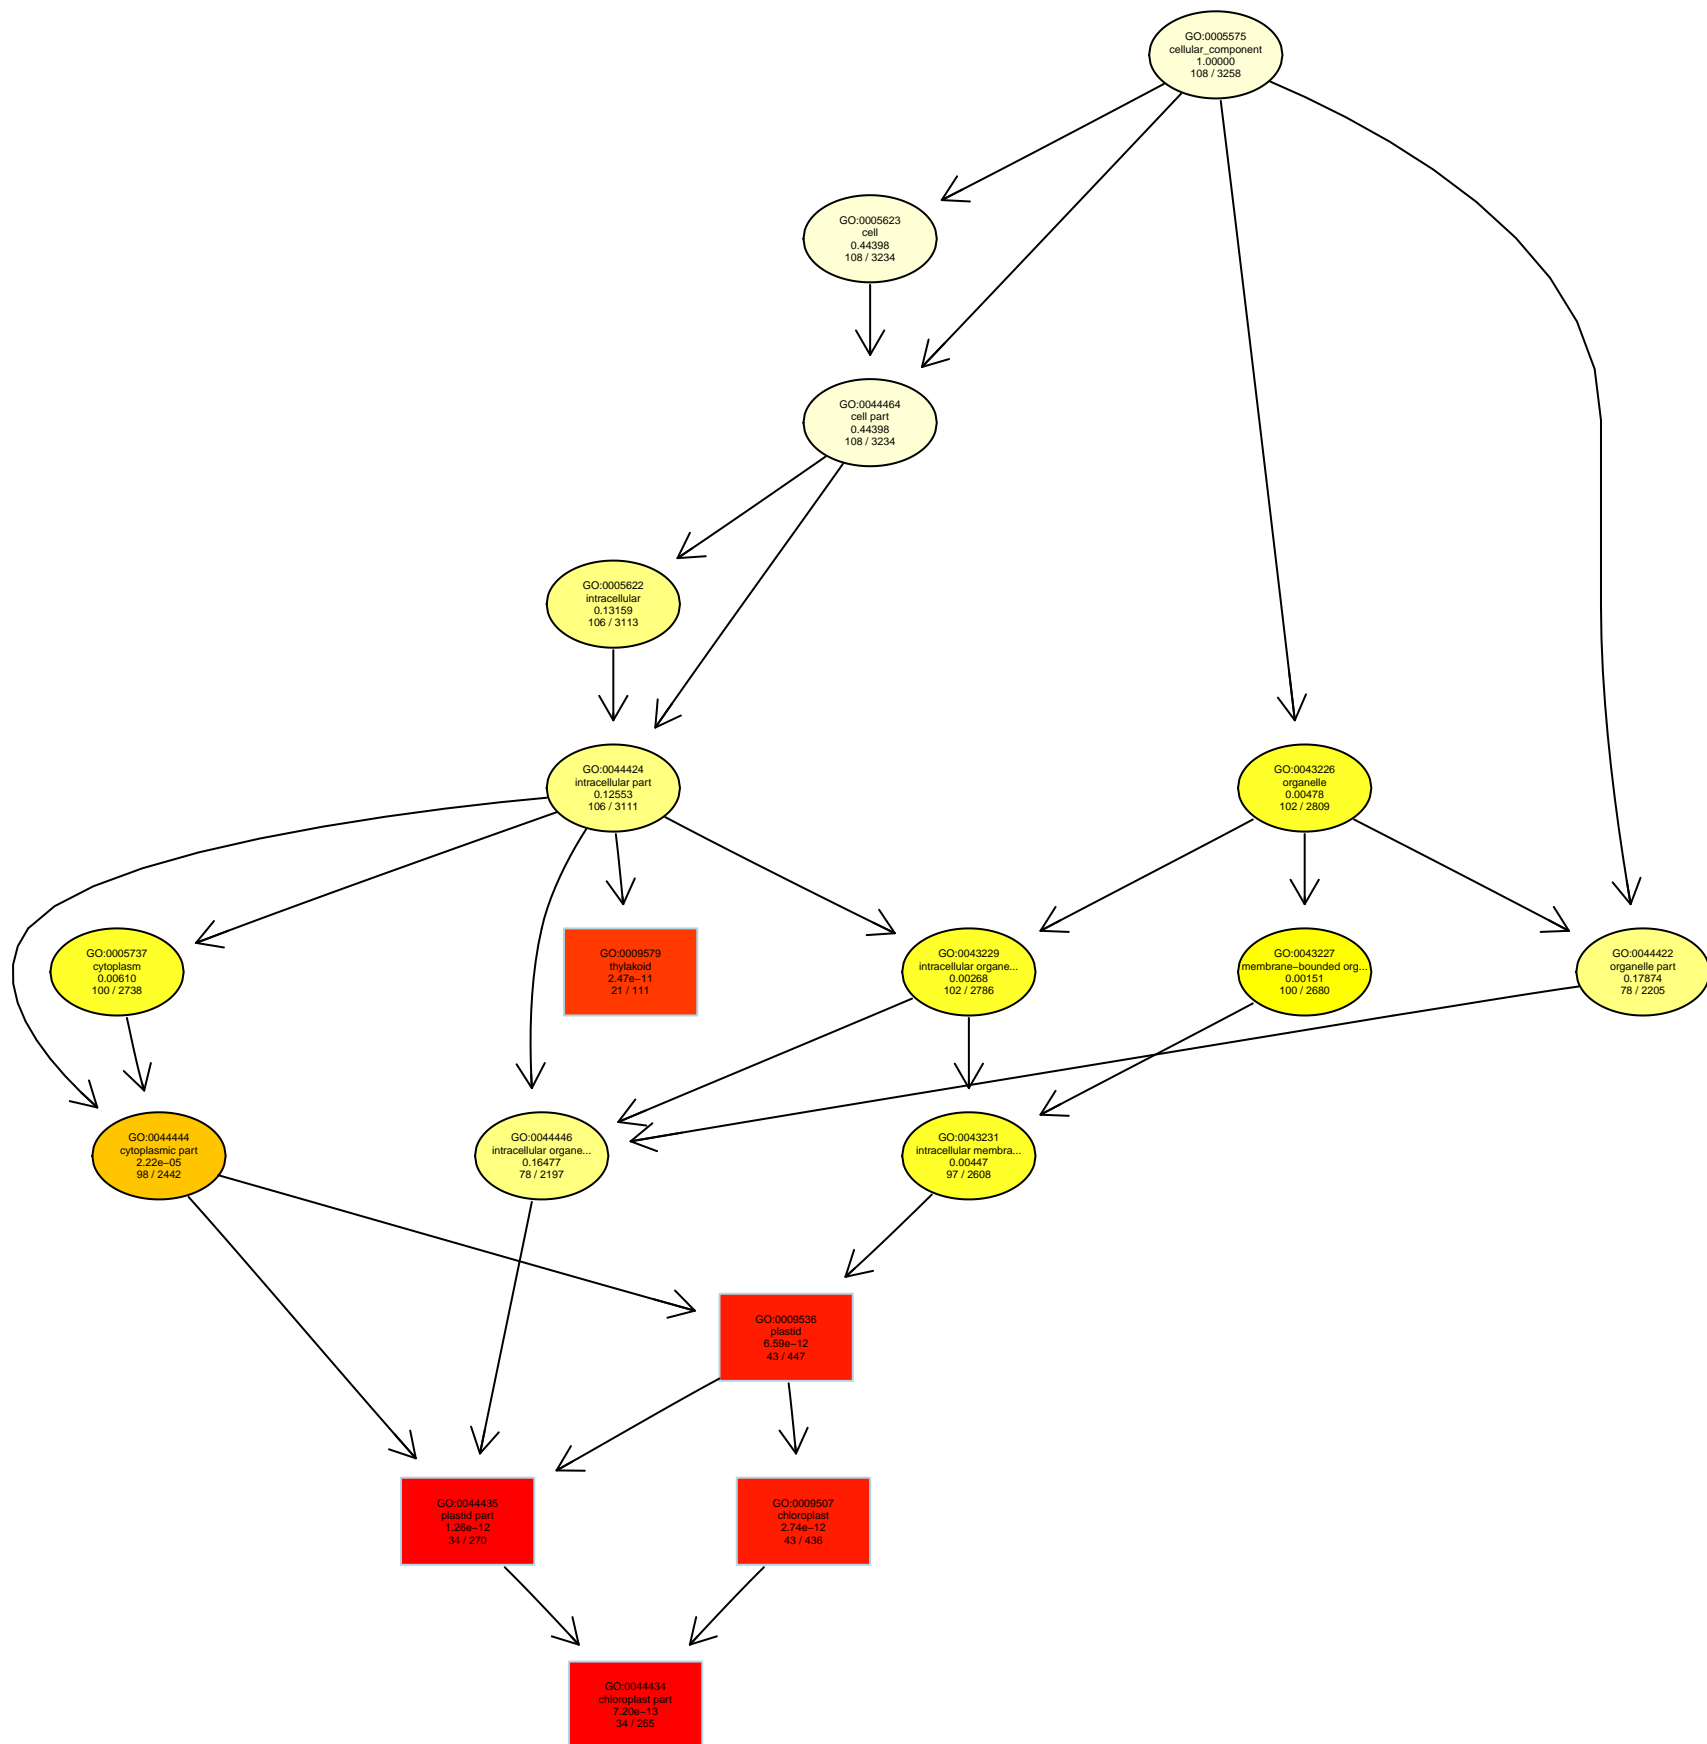 GO:0005575
cellular_component
1.00000
108 / 3258
GO:0005623
cell
0.44398
108 / 3234
GO:0044464
cell part
0.44398
108 / 3234
GO:0005622
intracellular
0.13159
106 / 3113
GO:0044424
intracellular part
0.12553
106 / 3111
GO:0043226
organelle
0.00478
102 / 2809
GO:0005737
cytoplasm
0.00610
100 / 2738
GO:0009579
thylakoid
2.47e−11
21 / 111
GO:0043229
intracellular organe...
0.00268
102 / 2786
GO:0043227
membrane−bounded org...
0.00151
100 / 2680
GO:0044422
organelle part
0.17874
78 / 2205
GO:0044444
cytoplasmic part
2.22e−05
98 / 2442
GO:0044446
intracellular organe...
0.16477
78 / 2197
GO:0043231
intracellular membra...
0.00447
97 / 2608
GO:0009536
plastid
6.59e−12
43 / 447
GO:0044435
plastid part
1.26e−12
34 / 270
GO:0009507
chloroplast
2.74e−12
43 / 436
GO:0044434
chloroplast part
7.20e−13
34 / 265